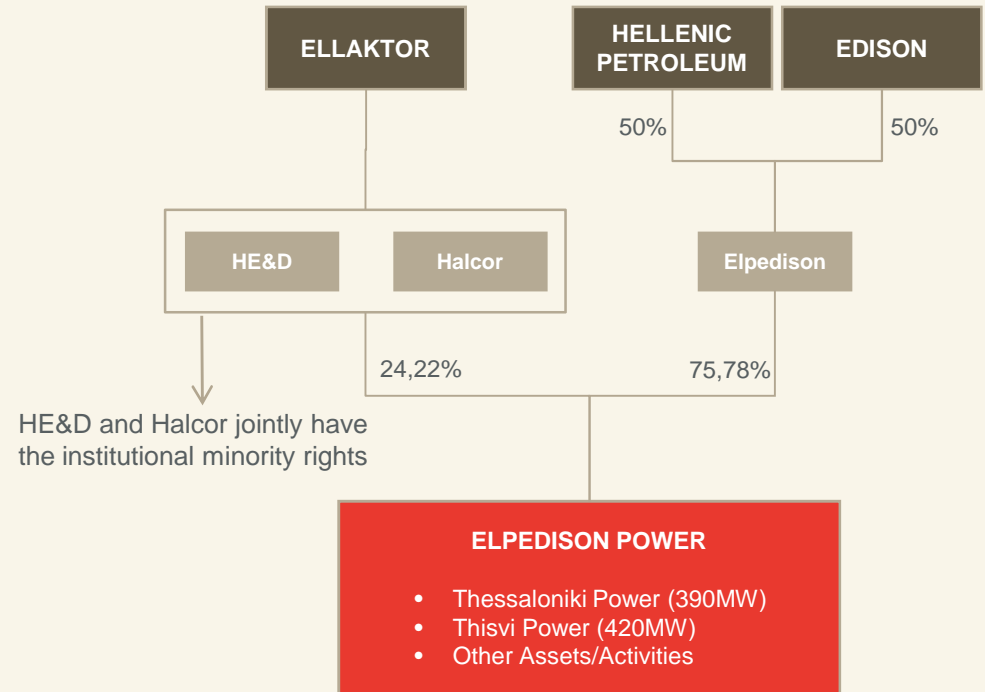 ELLAKTOR
HELLENIC
PETROLEUM
EDISON
50%
50%
HE&D
Halcor
Elpedison
24,22%
75,78%
HE&D and Halcor jointly have
the institutional minority rights
ELPEDISON POWER
• Thessaloniki Power (390MW)
• Thisvi Power (420MW)
• Other Assets/Activities